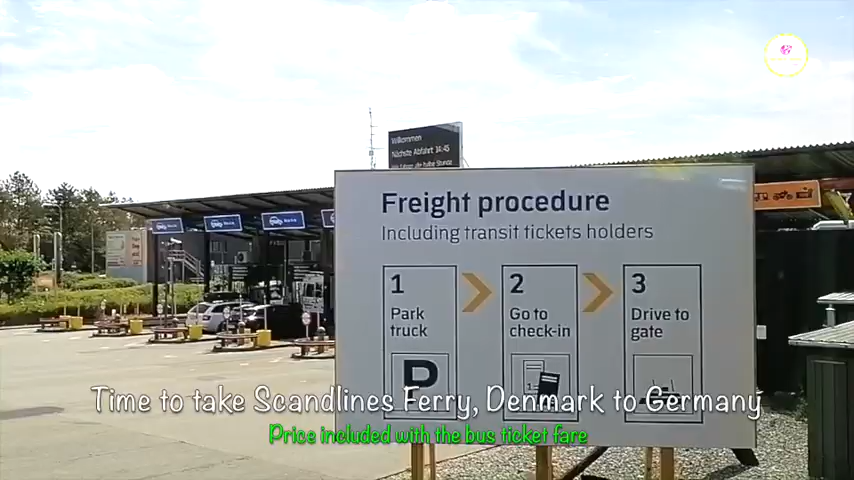 Willkommen
Nächste Abfahrt 14:45
Freight procedure
Including transit tickets holders
1
Park
truck
P
2
Go to
check-in
3
Drive to
gate
Time to take Scandlines Ferry, Denmark to Germany
Price included with the bus ticket fare